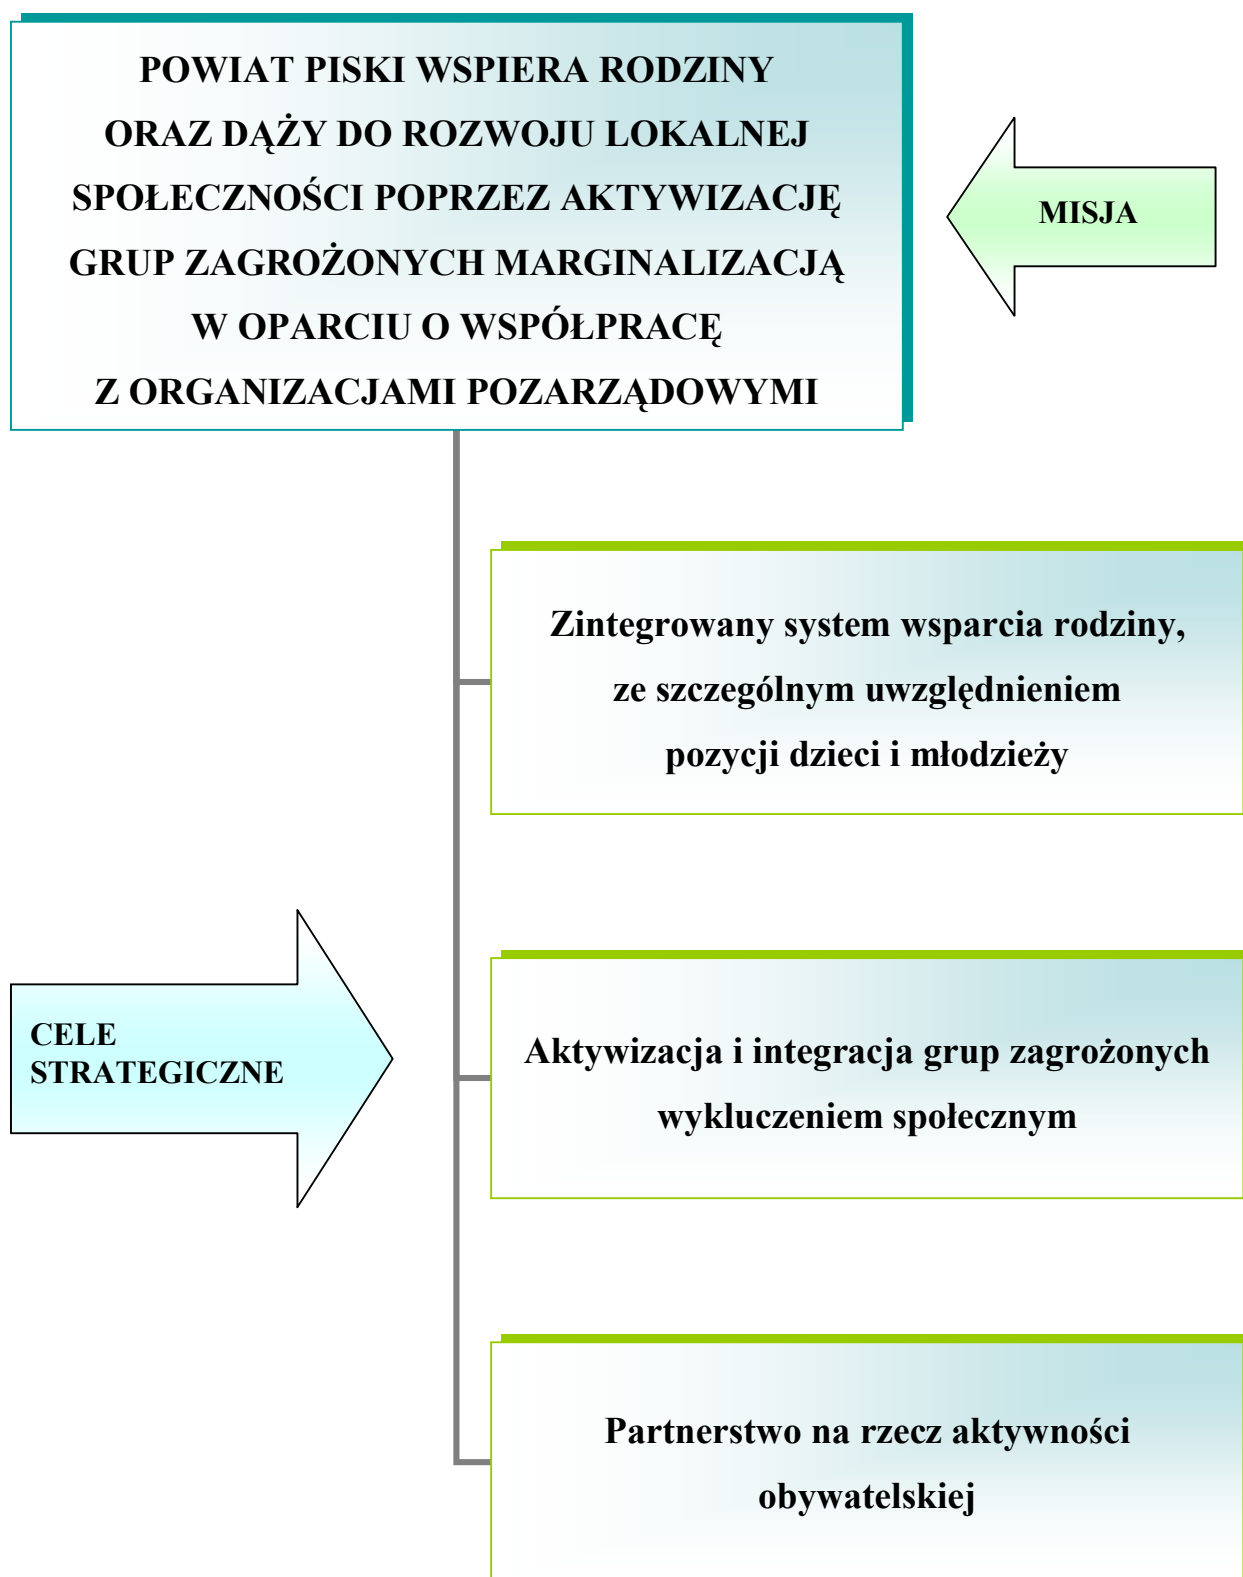 POWIAT PISKI WSPIERA RODZINY
ORAZ DĄŻY DO ROZWOJU LOKALNEJ
SPOŁECZNOŚCI POPRZEZ AKTYWIZACJĘ
GRUP ZAGROŻONYCH MARGINALIZACJĄ
W OPARCIU O WSPÓŁPRACĘ
Z ORGANIZACJAMI POZARZĄDOWYMI
MISJA
Zintegrowany system wsparcia rodziny,
ze szczególnym uwzględnieniem
pozycji dzieci i młodzieży
CELE
STRATEGICZNE
Aktywizacja i integracja grup zagrożonych
wykluczeniem społecznym
Partnerstwo na rzecz aktywności
obywatelskiej